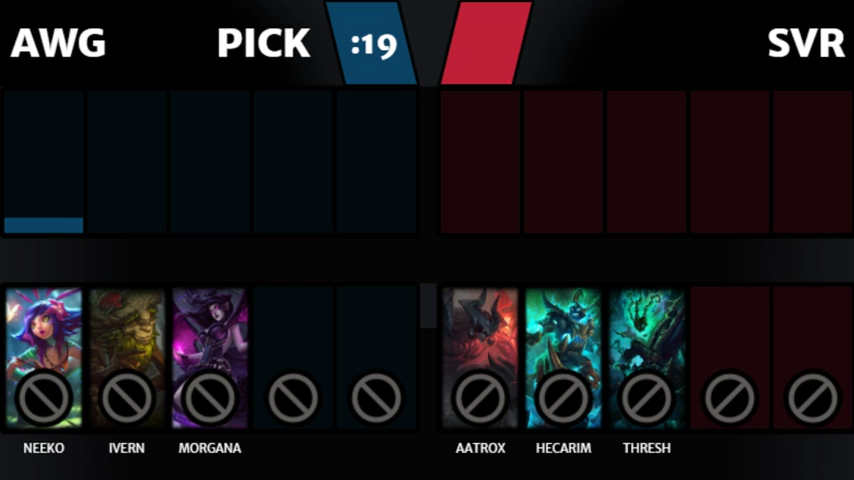 AWG PICK :19 SVR
NEEKO IVERN MORGANA AATROX HECARIM THRESH